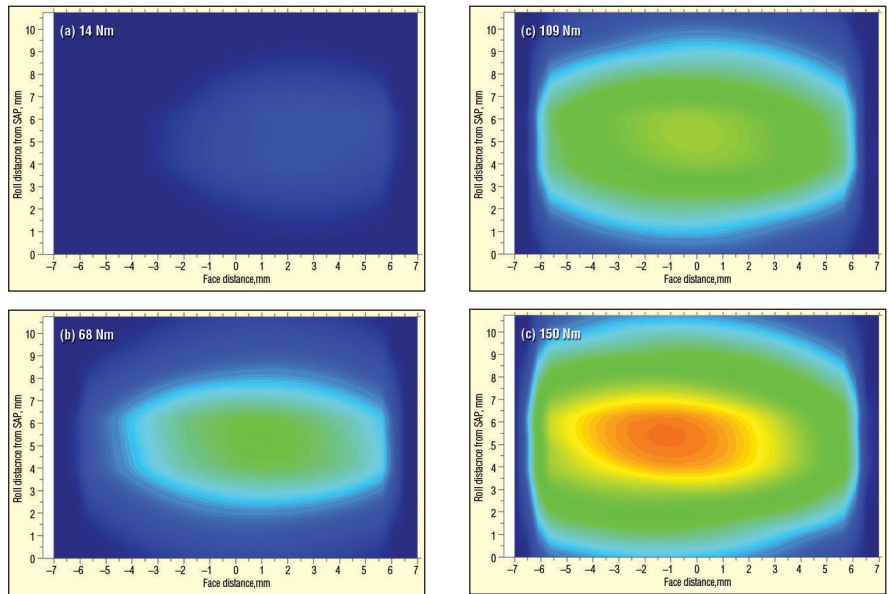 (a) 14 Nm
Roll distacnce from SAP, mm
10
9
8
7
6
5
4
3
2
1
0
–7 –6 –5 –4 –3 –2 –1 0 1 2 3 4 5 6 7
Face distance,mm
(c) 109 Nm
Roll distacnce from SAP, mm
10
9
8
7
6
5
4
3
2
1
0
–7 –6 –5 –4 –3 –2 –1 0 1 2 3 4 5 6 7
Face distance,mm
(b) 68 Nm
Roll distacnce from SAP, mm
10
9
8
7
6
5
4
3
2
1
0
–7 –6 –5 –4 –3 –2 –1 0 1 2 3 4 5 6 7
Face distance,mm
(c) 150 Nm
Roll distacnce from SAP, mm
10
9
8
7
6
5
4
3
2
1
0
–7 –6 –5 –4 –3 –2 –1 0 1 2 3 4 5 6 7
Face distance,mm